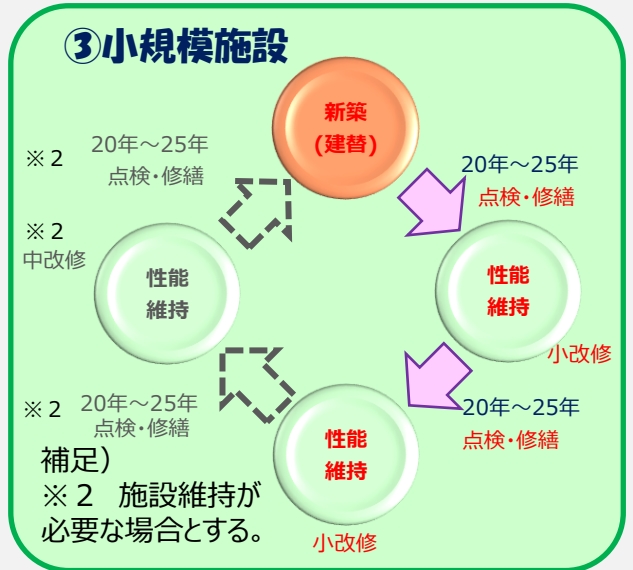 ③小規模施設
新築
(建替)
※2
20年～25年
点検・修繕
20年～25年
点検・修繕
※2
中改修
性能
維持
性能
維持
小改修
※2
20年～25年
点検・修繕
20年～25年
点検・修繕
性能
維持
小改修
補足）
※2　施設維持が
必要な場合とする。